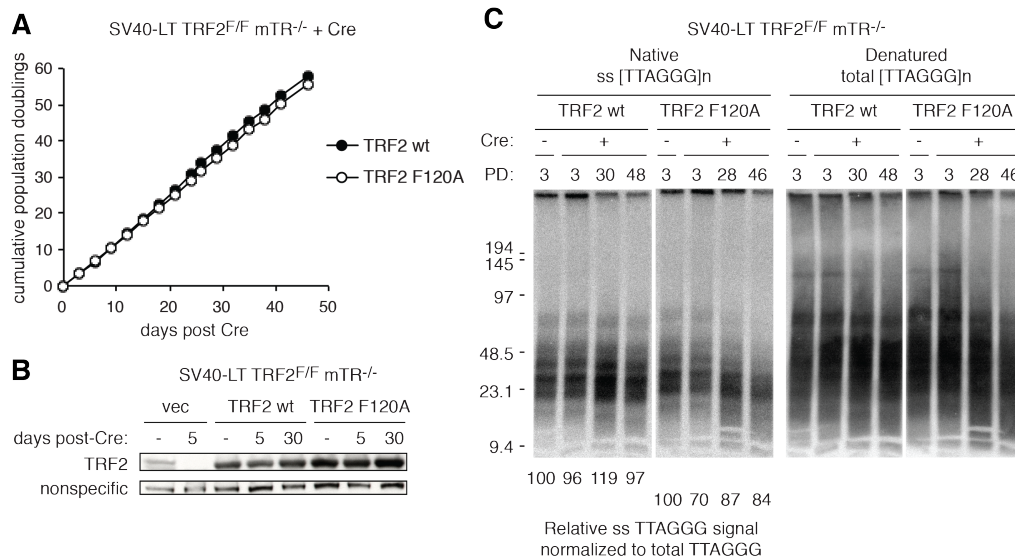 A
SV40-LT TRF2F/F mTR-/- + Cre
cumulative population doublings
60
50
40
30
20
10
0
0 10 20 30 40 50
days post Cre
TRF2 wt
TRF2 F120A
B
SV40-LT TRF2F/F mTR-/-
vec TRF2 wt TRF2 F120A
days post-Cre: - 5 - 5 30 - 5 30
TRF2
nonspecific
C
SV40-LT TRF2F/F mTR-/-
Native Denatured
ss [TTAGGG]n total [TTAGGG]n
TRF2 wt TRF2 F120A TRF2 wt TRF2 F120A
Cre: - + - + - + - +
PD: 3 3 30 48 3 3 28 46 3 3 30 48 3 3 28 46
194 -
145 -
97 -
48.5 -
23.1 -
9.4 -
100 96 119 97
100 70 87 84
Relative ss TTAGGG signal
normalized to total TTAGGG